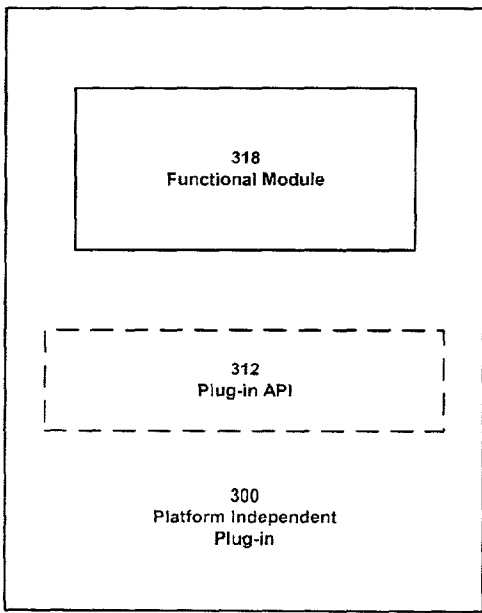 318
Functional Module
312
Plug-in API
300
Platform Independent
Plug-in